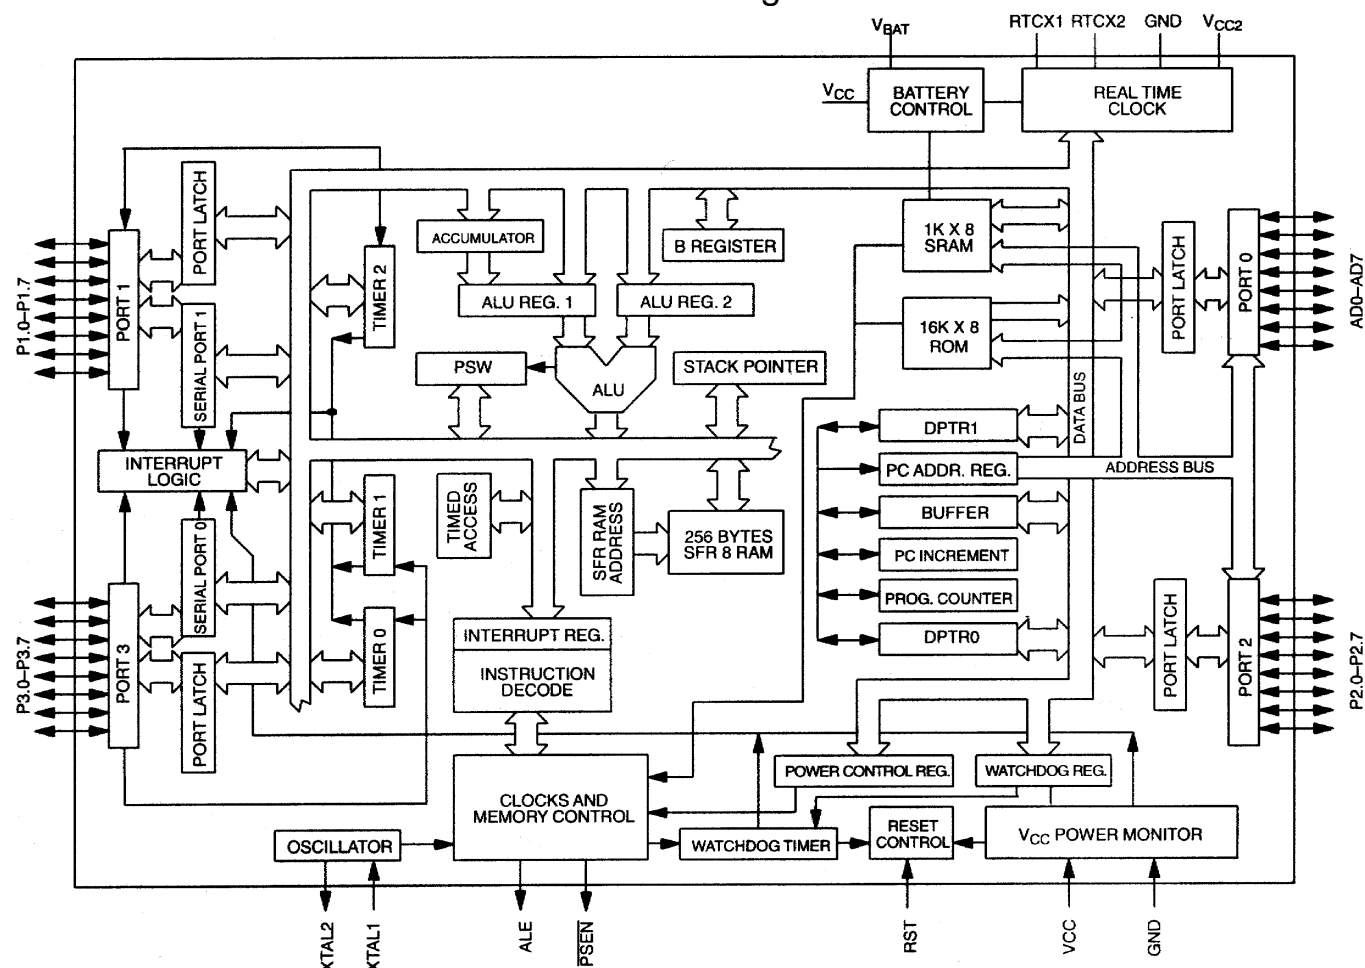 V_BAT
RTCX1 RTCX2 GND V_CC2
V_CC
BATTERY
CONTROL
REAL TIME
CLOCK
PORT LATCH
ACCUMULATOR
B REGISTER
1K X 8
SRAM
PORT LATCH
PORT 0
AD0–AD7
P1.0–P1.7
PORT 1
TIMER 2
ALU REG. 1
ALU REG. 2
SERIAL PORT 1
16K X 8
ROM
PSW
ALU
STACK POINTER
DATA BUS
DPTR1
INTERRUPT
LOGIC
PC ADDR. REG.
ADDRESS BUS
TIMER 1
TIMED
ACCESS
SFR RAM
ADDRESS
256 BYTES
SFR 8 RAM
BUFFER
PC INCREMENT
PROG. COUNTER
DPTR0
SERIAL PORT 0
P3.0–P3.7
PORT 3
PORT LATCH
TIMER 0
INTERRUPT REG.
INSTRUCTION
DECODE
PORT LATCH
PORT 2
P2.0–P2.7
POWER CONTROL REG.
WATCHDOG REG.
CLOCKS AND
MEMORY CONTROL
OSCILLATOR
WATCHDOG TIMER
RESET
CONTROL
V_CC POWER MONITOR
XTAL2
XTAL1
ALE
PSEN
RST
VCC
GND